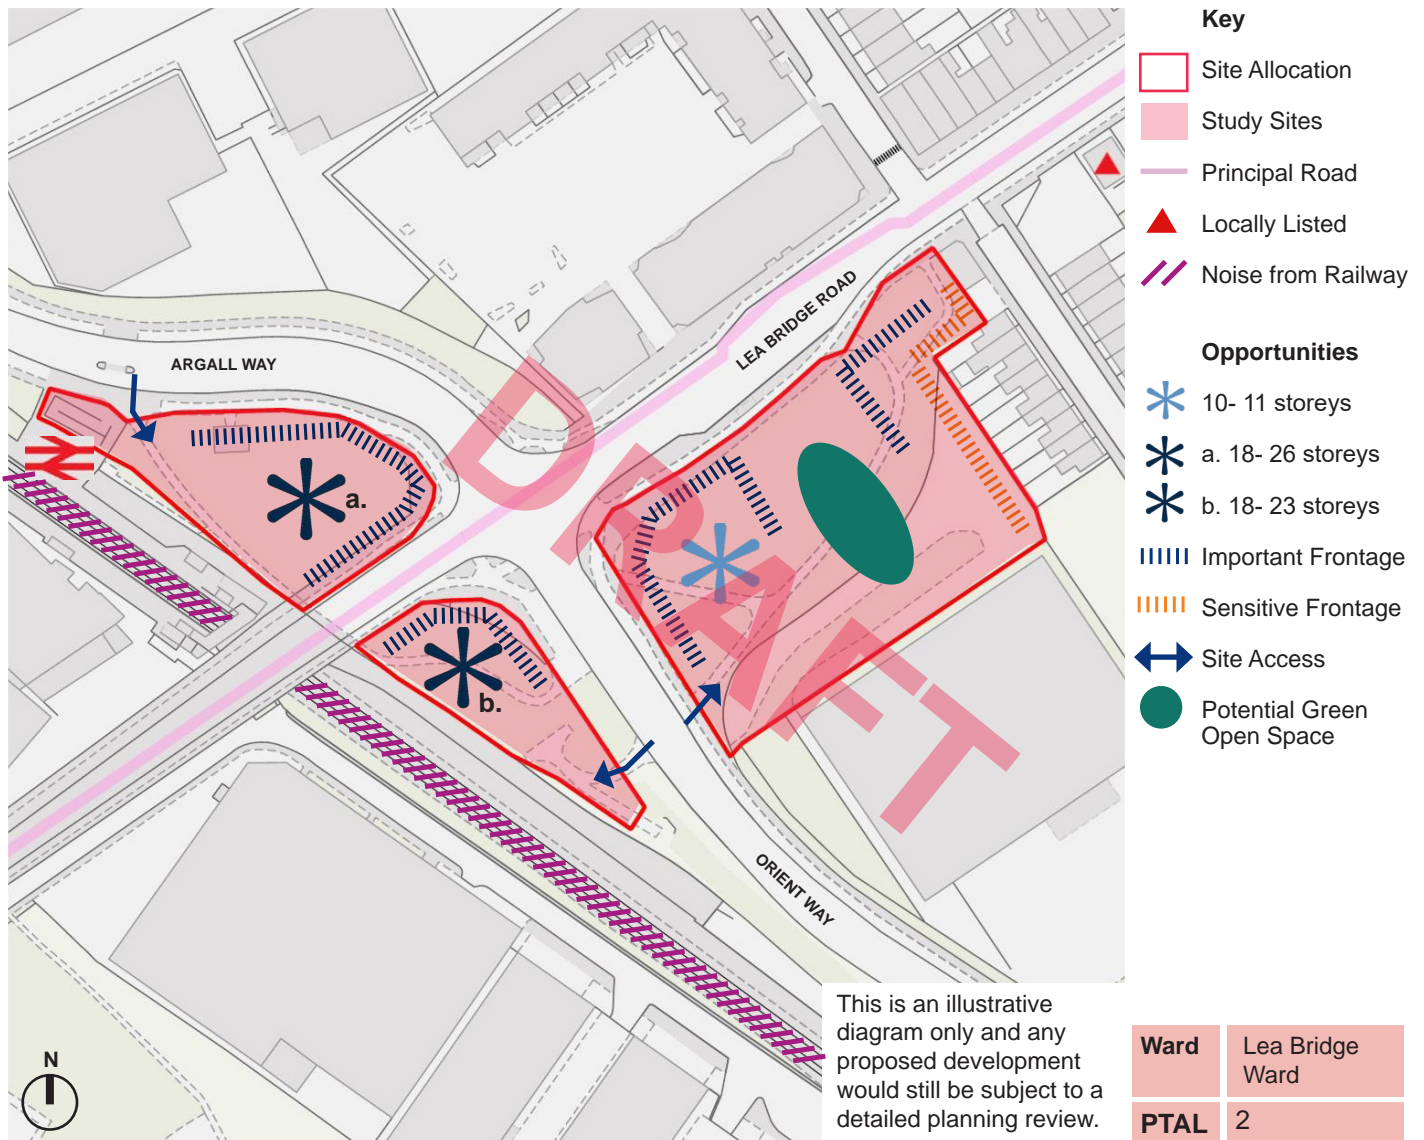 Key
Site Allocation
Study Sites
Principal Road
Locally Listed
Noise from Railway
Opportunities
10- 11 storeys
a. 18- 26 storeys
b. 18- 23 storeys
Important Frontage
Sensitive Frontage
Site Access
Potential Green
Open Space
ARGALL WAY
LEA BRIDGE ROAD
ORIENT WAY
a.
b.
DRAFT
N
This is an illustrative
diagram only and any
proposed development
would still be subject to a
detailed planning review.
Ward
Lea Bridge
Ward
PTAL
2